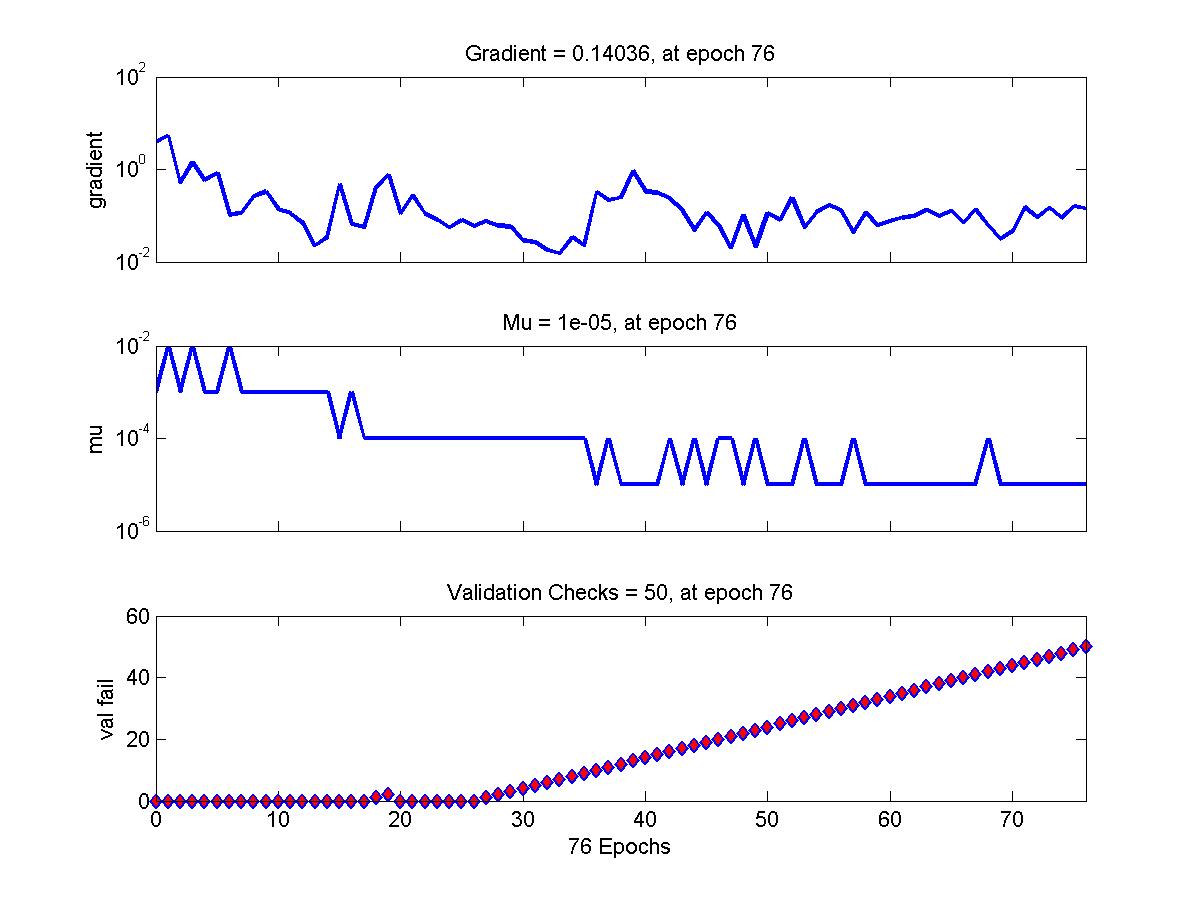 Gradient = 0.14036, at epoch 76
10^2
10^0
10^-2
gradient
Mu = 1e-05, at epoch 76
10^-2
10^-4
10^-6
mu
Validation Checks = 50, at epoch 76
60
40
20
0
val fail
0 10 20 30 40 50 60 70
76 Epochs